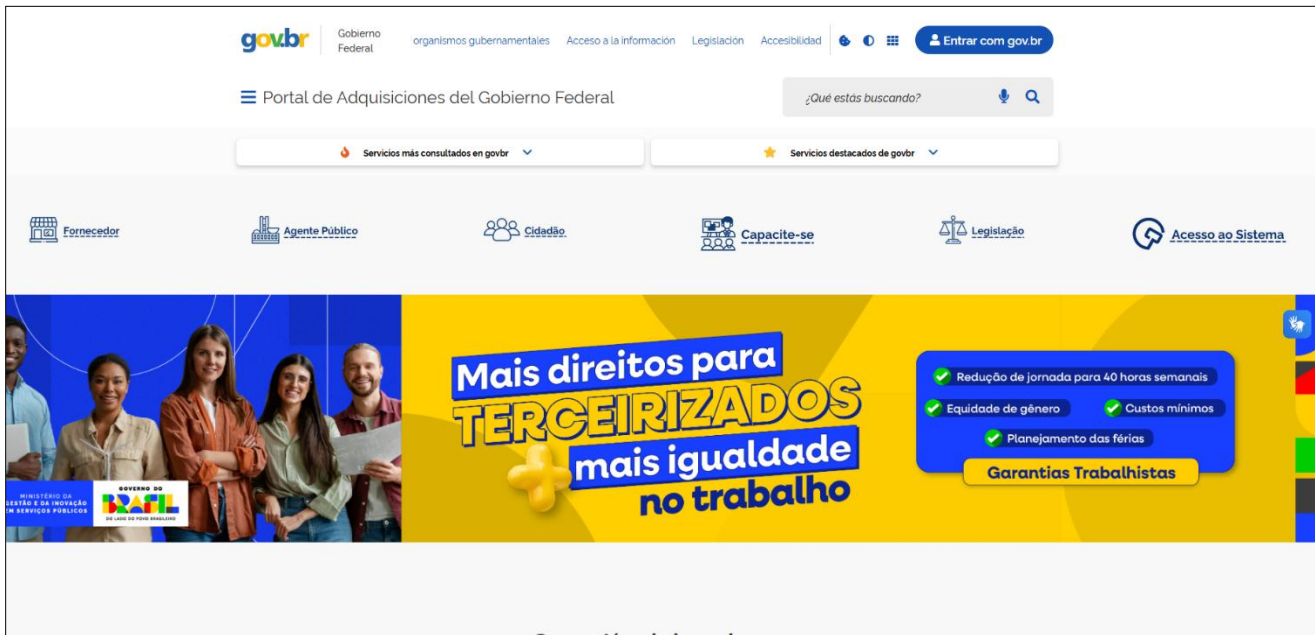 gov.br
Gobierno
Federal
organismos gubernamentales
Acceso a la información
Legislación
Accesibilidad
Entrar com gov.br
Portal de Adquisiciones del Gobierno Federal
¿Qué estás buscando?
Servicios más consultados en govbr
Servicios destacados de govbr
Fornecedor
Agente Público
Cidadão
Capacite-se
Legislação
Acesso ao Sistema
Mais direitos para
TERCEIRIZADOS
+ mais igualdade
no trabalho
Redução de jornada para 40 horas semanais
Equidade de gênero
Custos mínimos
Planejamento das férias
Garantias Trabalhistas
MINISTÉRIO DA
GESTÃO E DA INOVAÇÃO
EM SERVIÇOS PÚBLICOS
GOVERNO DO
BRASIL
DO LADO DO POVO BRASILEIRO